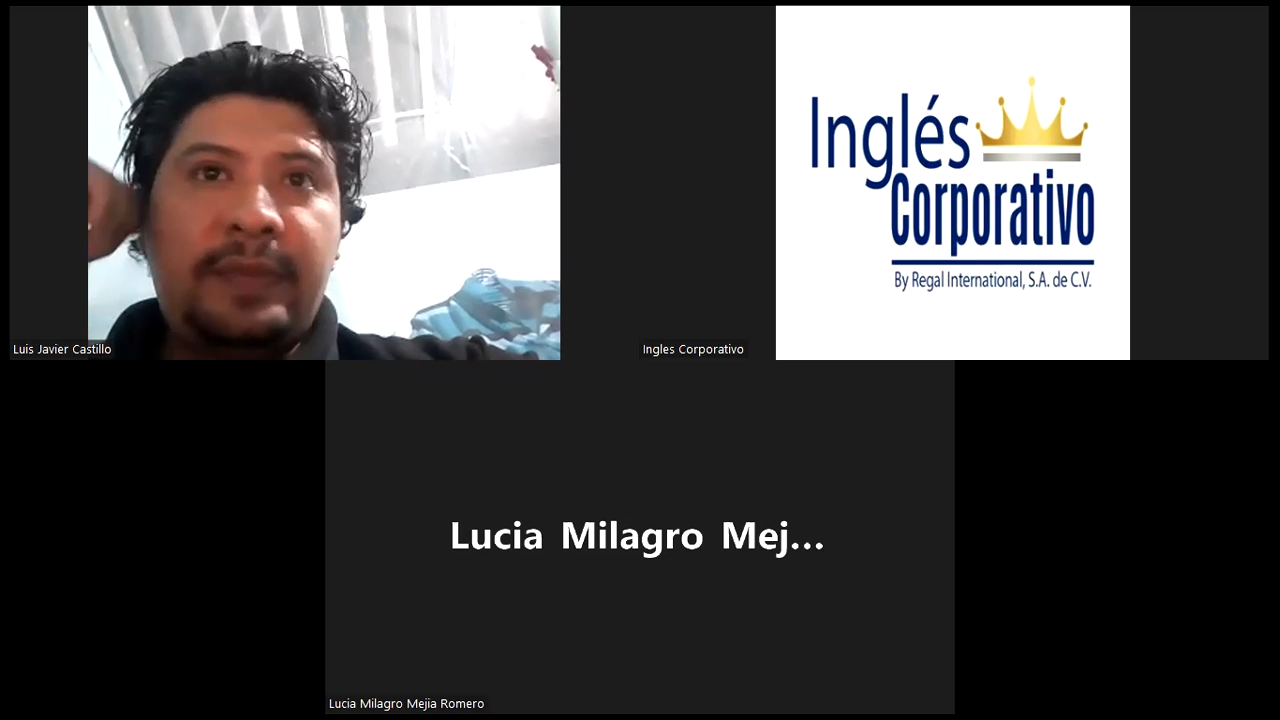 Inglés
Corporativo
By Regal International, S.A. de C.V.
Luis Javier Castillo
Ingles Corporativo
Lucia Milagro Mej...
Lucia Milagro Mejia Romero